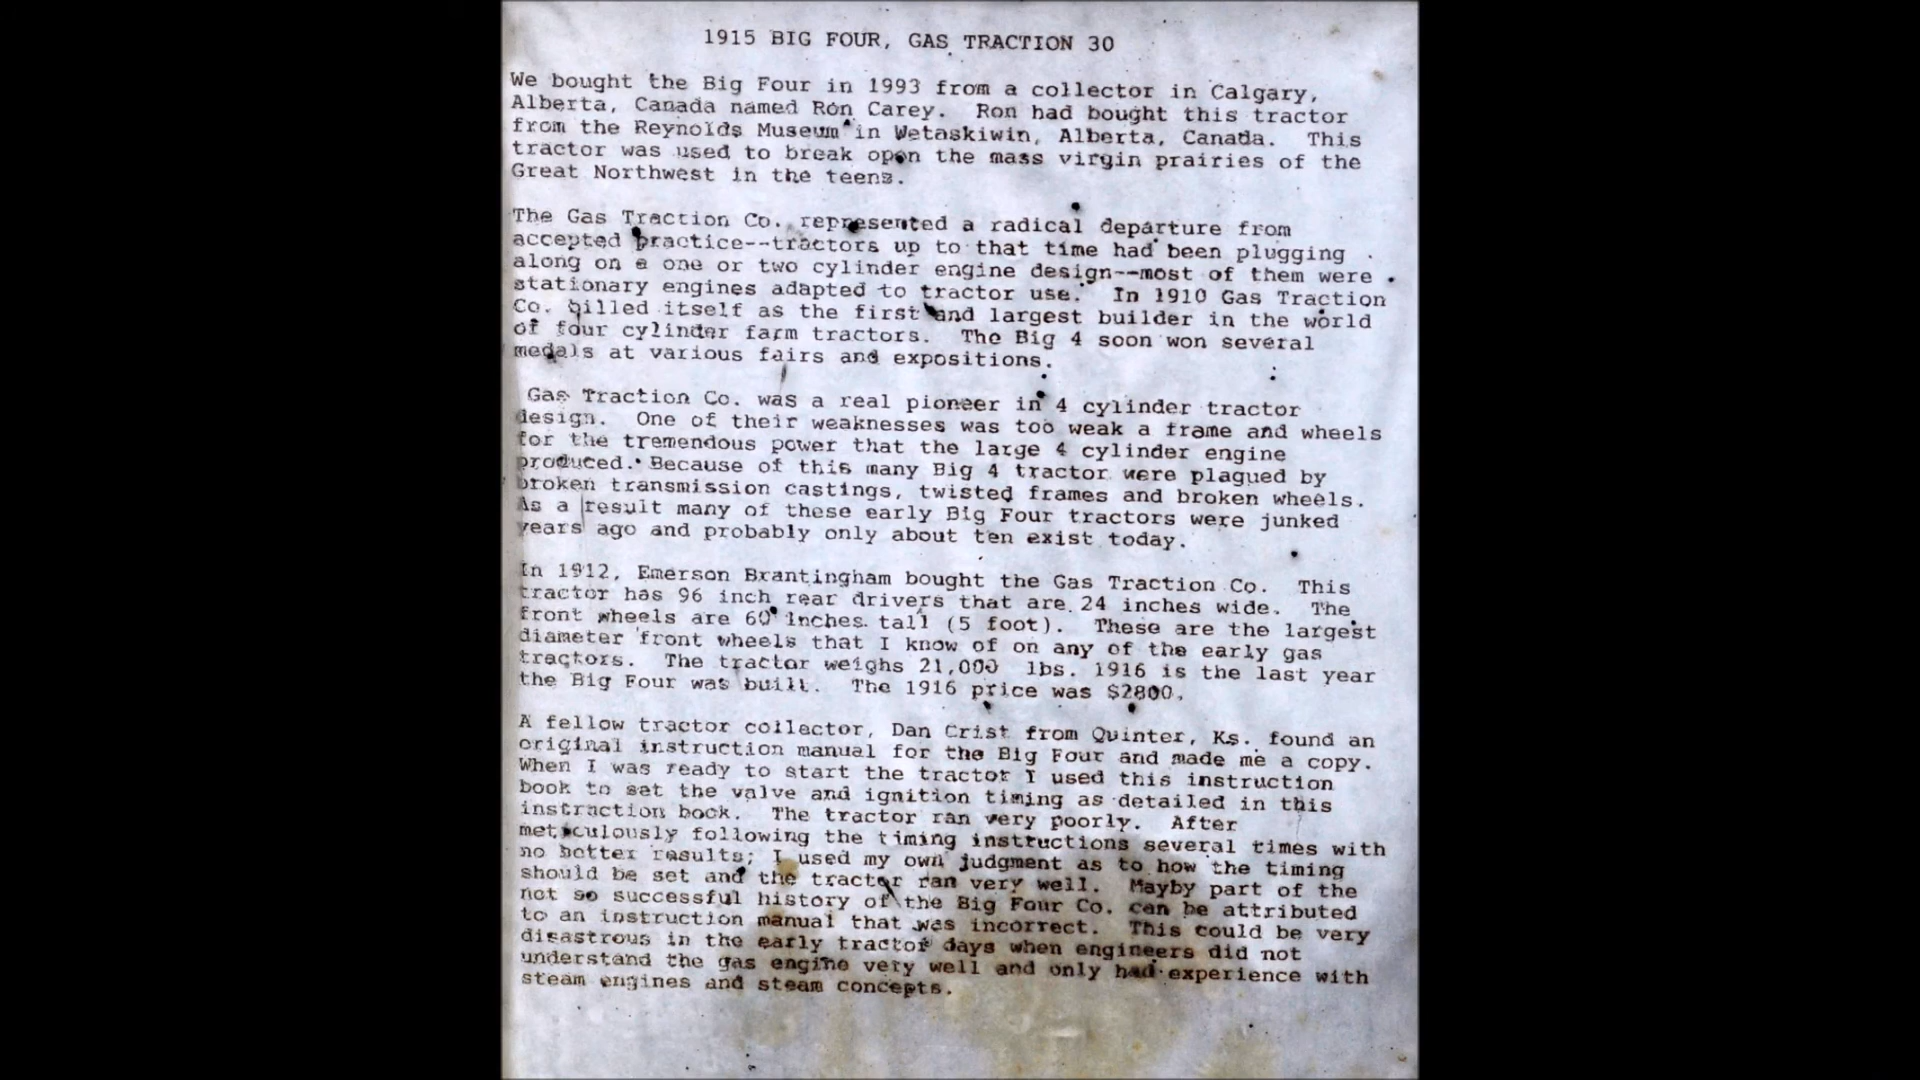 1915 BIG FOUR, GAS TRACTION 30
We bought the Big Four in 1993 from a collector in Calgary,
Alberta, Canada named Ron Carey. Ron had bought this tractor
from the Reynolds Museum in Wetaskiwin, Alberta, Canada. This
tractor was used to break open the mass virgin prairies of the
Great Northwest in the teens.
The Gas Traction Co. represented a radical departure from
accepted practice--tractors up to that time had been plugging
along on a one or two cylinder engine design--most of them were
stationary engines adapted to tractor use. In 1910 Gas Traction
Co. billed itself as the first and largest builder in the world
of four cylinder farm tractors. The Big 4 soon won several
medals at various fairs and expositions.
Gas Traction Co. was a real pioneer in 4 cylinder tractor
design. One of their weaknesses was too weak a frame and wheels
for the tremendous power that the large 4 cylinder engine
produced. Because of this many Big 4 tractor were plagued by
broken transmission castings, twisted frames and broken wheels.
As a result many of these early Big Four tractors were junked
years ago and probably only about ten exist today.
In 1912, Emerson Brantingham bought the Gas Traction Co. This
tractor has 96 inch rear drivers that are 24 inches wide. The
front wheels are 60 inches tall (5 foot). These are the largest
diameter front wheels that I know of on any of the early gas
tractors. The tractor weighs 21,000 lbs. 1916 is the last year
the Big Four was built. The 1916 price was $2800.
A fellow tractor collector, Dan Crist from Quinter, Ks. found an
original instruction manual for the Big Four and made me a copy.
When I was ready to start the tractor I used this instruction
book to set the valve and ignition timing as detailed in this
instruction book. The tractor ran very poorly. After
meticulously following the timing instructions several times with
no better results; I used my own judgment as to how the timing
should be set and the tractor ran very well. Mayby part of the
not so successful history of the Big Four Co. can be attributed
to an instruction manual that was incorrect. This could be very
disastrous in the early tractor days when engineers did not
understand the gas engine very well and only had experience with
steam engines and steam concepts.